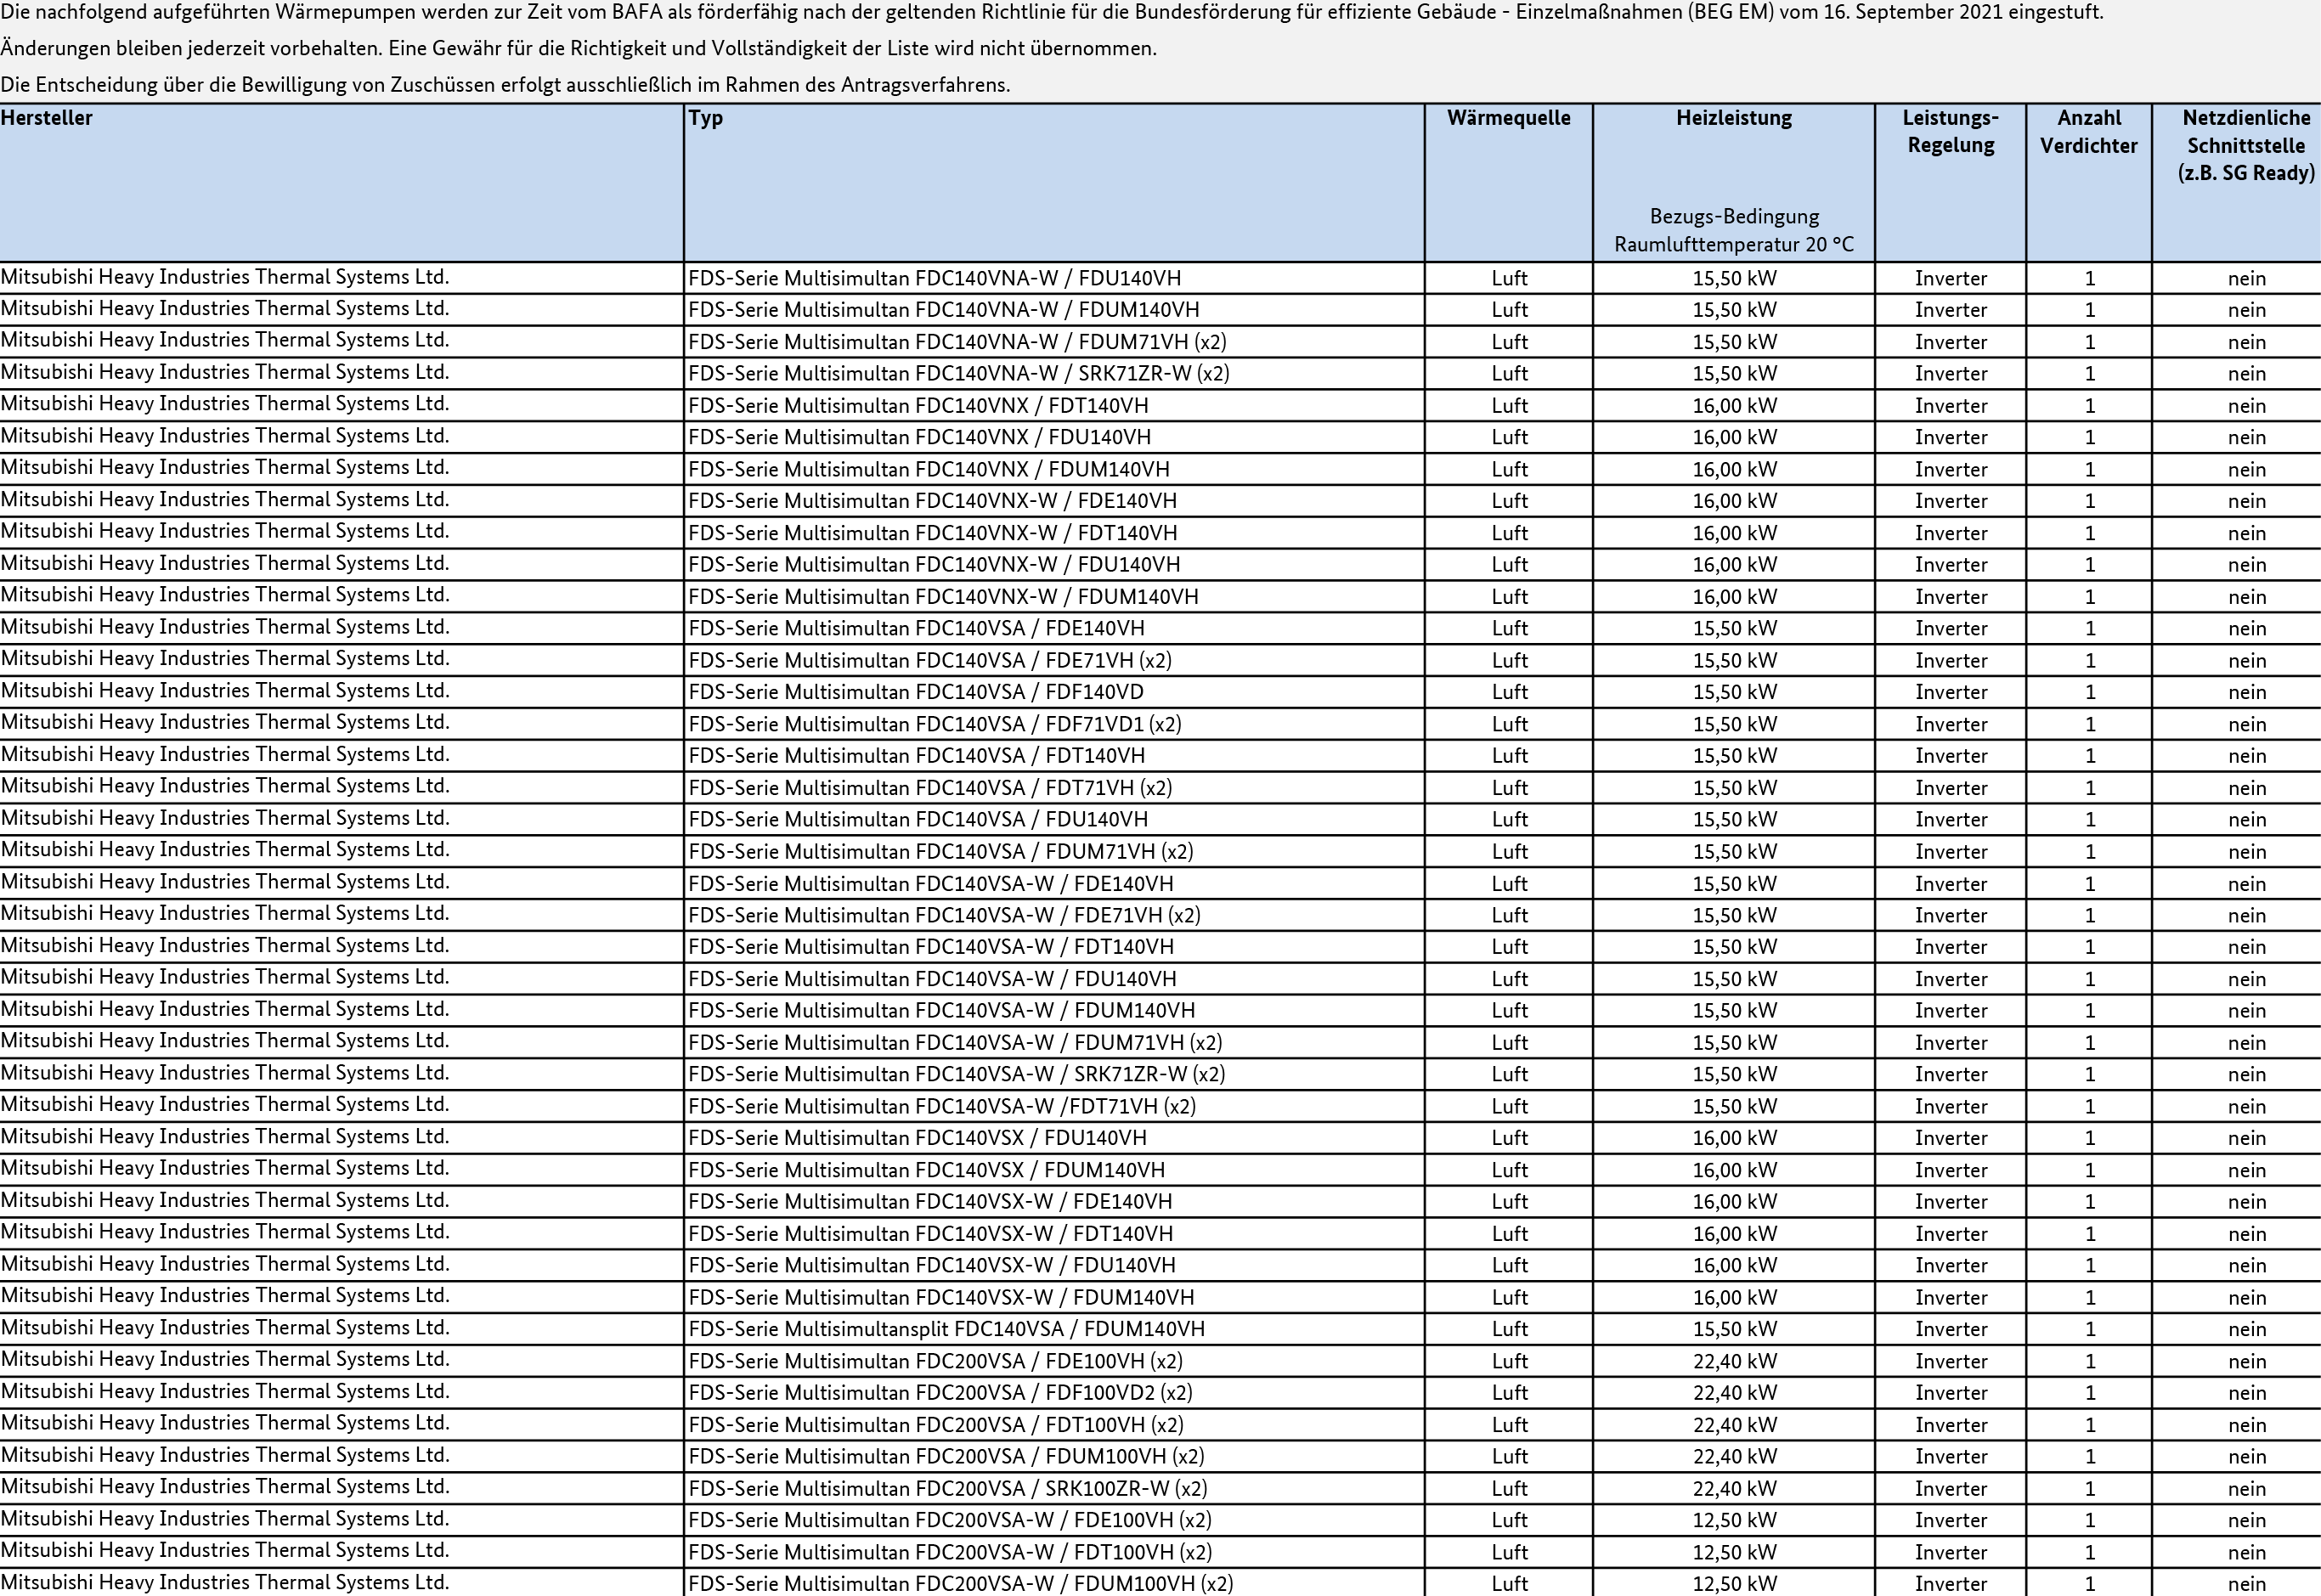 Die nachfolgend aufgeführten Wärmepumpen werden zur Zeit vom BAFA als förderfähig nach der geltenden Richtlinie für die Bundesförderung für effiziente Gebäude - Einzelmaßnahmen (BEG EM) vom 16. September 2021 eingestuft.
Änderungen bleiben jederzeit vorbehalten. Eine Gewähr für die Richtigkeit und Vollständigkeit der Liste wird nicht übernommen.
Die Entscheidung über die Bewilligung von Zuschüssen erfolgt ausschließlich im Rahmen des Antragsverfahrens.
Hersteller Typ Wärmequelle Heizleistung Leistungs- Anzahl Netzdienliche
Regelung Verdichter Schnittstelle
(z.B. SG Ready)
Bezugs-Bedingung
Raumlufttemperatur 20 °C
Mitsubishi Heavy Industries Thermal Systems Ltd. FDS-Serie Multisimultan FDC140VNA-W / FDU140VH Luft 15,50 kW Inverter 1 nein
Mitsubishi Heavy Industries Thermal Systems Ltd. FDS-Serie Multisimultan FDC140VNA-W / FDUM140VH Luft 15,50 kW Inverter 1 nein
Mitsubishi Heavy Industries Thermal Systems Ltd. FDS-Serie Multisimultan FDC140VNA-W / FDUM71VH (x2) Luft 15,50 kW Inverter 1 nein
Mitsubishi Heavy Industries Thermal Systems Ltd. FDS-Serie Multisimultan FDC140VNA-W / SRK71ZR-W (x2) Luft 15,50 kW Inverter 1 nein
Mitsubishi Heavy Industries Thermal Systems Ltd. FDS-Serie Multisimultan FDC140VNX / FDT140VH Luft 16,00 kW Inverter 1 nein
Mitsubishi Heavy Industries Thermal Systems Ltd. FDS-Serie Multisimultan FDC140VNX / FDU140VH Luft 16,00 kW Inverter 1 nein
Mitsubishi Heavy Industries Thermal Systems Ltd. FDS-Serie Multisimultan FDC140VNX / FDUM140VH Luft 16,00 kW Inverter 1 nein
Mitsubishi Heavy Industries Thermal Systems Ltd. FDS-Serie Multisimultan FDC140VNX-W / FDE140VH Luft 16,00 kW Inverter 1 nein
Mitsubishi Heavy Industries Thermal Systems Ltd. FDS-Serie Multisimultan FDC140VNX-W / FDT140VH Luft 16,00 kW Inverter 1 nein
Mitsubishi Heavy Industries Thermal Systems Ltd. FDS-Serie Multisimultan FDC140VNX-W / FDU140VH Luft 16,00 kW Inverter 1 nein
Mitsubishi Heavy Industries Thermal Systems Ltd. FDS-Serie Multisimultan FDC140VNX-W / FDUM140VH Luft 16,00 kW Inverter 1 nein
Mitsubishi Heavy Industries Thermal Systems Ltd. FDS-Serie Multisimultan FDC140VSA / FDE140VH Luft 15,50 kW Inverter 1 nein
Mitsubishi Heavy Industries Thermal Systems Ltd. FDS-Serie Multisimultan FDC140VSA / FDE71VH (x2) Luft 15,50 kW Inverter 1 nein
Mitsubishi Heavy Industries Thermal Systems Ltd. FDS-Serie Multisimultan FDC140VSA / FDF140VD Luft 15,50 kW Inverter 1 nein
Mitsubishi Heavy Industries Thermal Systems Ltd. FDS-Serie Multisimultan FDC140VSA / FDF71VD1 (x2) Luft 15,50 kW Inverter 1 nein
Mitsubishi Heavy Industries Thermal Systems Ltd. FDS-Serie Multisimultan FDC140VSA / FDT140VH Luft 15,50 kW Inverter 1 nein
Mitsubishi Heavy Industries Thermal Systems Ltd. FDS-Serie Multisimultan FDC140VSA / FDT71VH (x2) Luft 15,50 kW Inverter 1 nein
Mitsubishi Heavy Industries Thermal Systems Ltd. FDS-Serie Multisimultan FDC140VSA / FDU140VH Luft 15,50 kW Inverter 1 nein
Mitsubishi Heavy Industries Thermal Systems Ltd. FDS-Serie Multisimultan FDC140VSA / FDUM71VH (x2) Luft 15,50 kW Inverter 1 nein
Mitsubishi Heavy Industries Thermal Systems Ltd. FDS-Serie Multisimultan FDC140VSA-W / FDE140VH Luft 15,50 kW Inverter 1 nein
Mitsubishi Heavy Industries Thermal Systems Ltd. FDS-Serie Multisimultan FDC140VSA-W / FDE71VH (x2) Luft 15,50 kW Inverter 1 nein
Mitsubishi Heavy Industries Thermal Systems Ltd. FDS-Serie Multisimultan FDC140VSA-W / FDT140VH Luft 15,50 kW Inverter 1 nein
Mitsubishi Heavy Industries Thermal Systems Ltd. FDS-Serie Multisimultan FDC140VSA-W / FDU140VH Luft 15,50 kW Inverter 1 nein
Mitsubishi Heavy Industries Thermal Systems Ltd. FDS-Serie Multisimultan FDC140VSA-W / FDUM140VH Luft 15,50 kW Inverter 1 nein
Mitsubishi Heavy Industries Thermal Systems Ltd. FDS-Serie Multisimultan FDC140VSA-W / FDUM71VH (x2) Luft 15,50 kW Inverter 1 nein
Mitsubishi Heavy Industries Thermal Systems Ltd. FDS-Serie Multisimultan FDC140VSA-W / SRK71ZR-W (x2) Luft 15,50 kW Inverter 1 nein
Mitsubishi Heavy Industries Thermal Systems Ltd. FDS-Serie Multisimultan FDC140VSA-W /FDT71VH (x2) Luft 15,50 kW Inverter 1 nein
Mitsubishi Heavy Industries Thermal Systems Ltd. FDS-Serie Multisimultan FDC140VSX / FDU140VH Luft 16,00 kW Inverter 1 nein
Mitsubishi Heavy Industries Thermal Systems Ltd. FDS-Serie Multisimultan FDC140VSX / FDUM140VH Luft 16,00 kW Inverter 1 nein
Mitsubishi Heavy Industries Thermal Systems Ltd. FDS-Serie Multisimultan FDC140VSX-W / FDE140VH Luft 16,00 kW Inverter 1 nein
Mitsubishi Heavy Industries Thermal Systems Ltd. FDS-Serie Multisimultan FDC140VSX-W / FDT140VH Luft 16,00 kW Inverter 1 nein
Mitsubishi Heavy Industries Thermal Systems Ltd. FDS-Serie Multisimultan FDC140VSX-W / FDU140VH Luft 16,00 kW Inverter 1 nein
Mitsubishi Heavy Industries Thermal Systems Ltd. FDS-Serie Multisimultan FDC140VSX-W / FDUM140VH Luft 16,00 kW Inverter 1 nein
Mitsubishi Heavy Industries Thermal Systems Ltd. FDS-Serie Multisimultansplit FDC140VSA / FDUM140VH Luft 15,50 kW Inverter 1 nein
Mitsubishi Heavy Industries Thermal Systems Ltd. FDS-Serie Multisimultan FDC200VSA / FDE100VH (x2) Luft 22,40 kW Inverter 1 nein
Mitsubishi Heavy Industries Thermal Systems Ltd. FDS-Serie Multisimultan FDC200VSA / FDF100VD2 (x2) Luft 22,40 kW Inverter 1 nein
Mitsubishi Heavy Industries Thermal Systems Ltd. FDS-Serie Multisimultan FDC200VSA / FDT100VH (x2) Luft 22,40 kW Inverter 1 nein
Mitsubishi Heavy Industries Thermal Systems Ltd. FDS-Serie Multisimultan FDC200VSA / FDUM100VH (x2) Luft 22,40 kW Inverter 1 nein
Mitsubishi Heavy Industries Thermal Systems Ltd. FDS-Serie Multisimultan FDC200VSA / SRK100ZR-W (x2) Luft 22,40 kW Inverter 1 nein
Mitsubishi Heavy Industries Thermal Systems Ltd. FDS-Serie Multisimultan FDC200VSA-W / FDE100VH (x2) Luft 12,50 kW Inverter 1 nein
Mitsubishi Heavy Industries Thermal Systems Ltd. FDS-Serie Multisimultan FDC200VSA-W / FDT100VH (x2) Luft 12,50 kW Inverter 1 nein
Mitsubishi Heavy Industries Thermal Systems Ltd. FDS-Serie Multisimultan FDC200VSA-W / FDUM100VH (x2) Luft 12,50 kW Inverter 1 nein